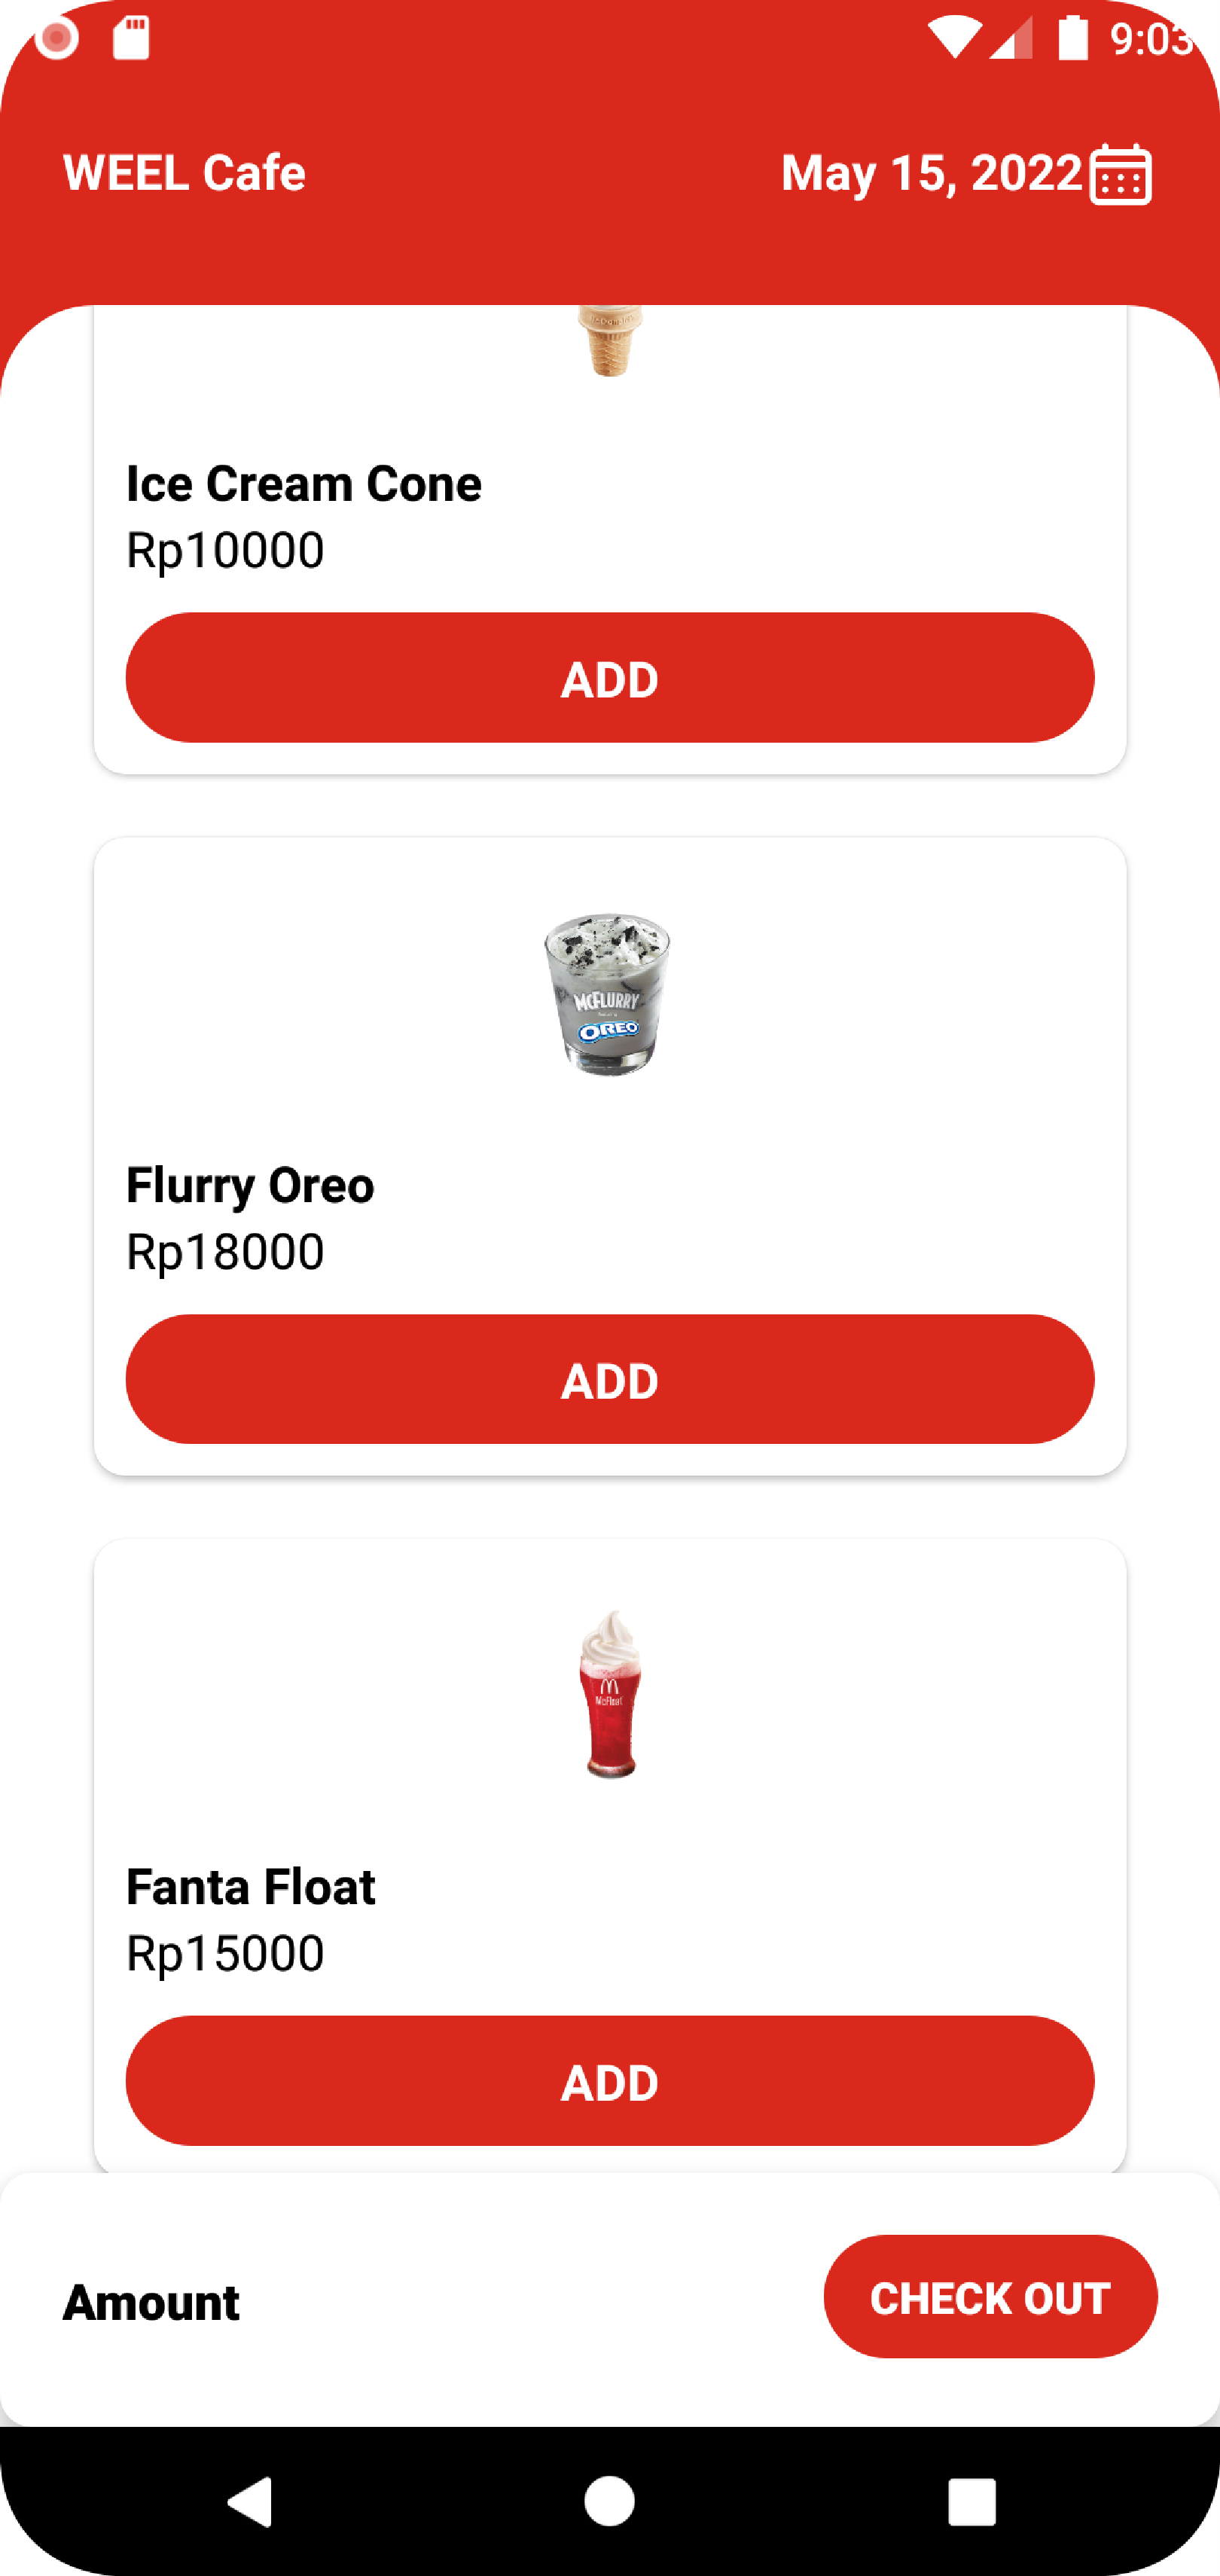 9:03
WEEL Cafe
May 15, 2022
Ice Cream Cone
Rp10000
ADD
McFLURRY
OREO
Flurry Oreo
Rp18000
ADD
McFloat
Fanta Float
Rp15000
ADD
Amount
CHECK OUT